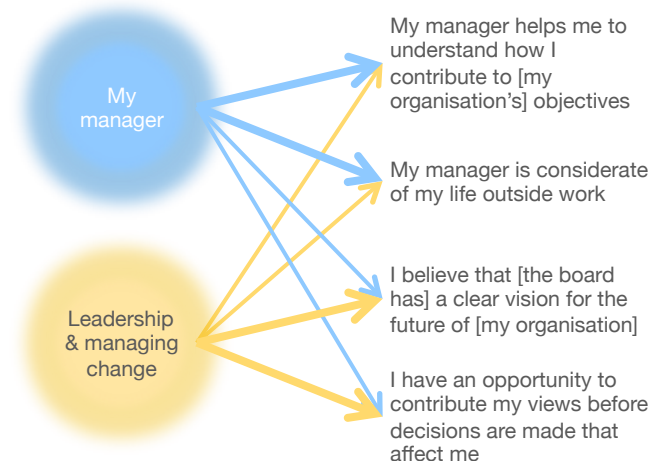 My
manager
Leadership
& managing
change
My manager helps me to
understand how I
contribute to [my
organisation's] objectives
My manager is considerate
of my life outside work
I believe that [the board
has] a clear vision for the
future of [my organisation]
I have an opportunity to
contribute my views before
decisions are made that
affect me